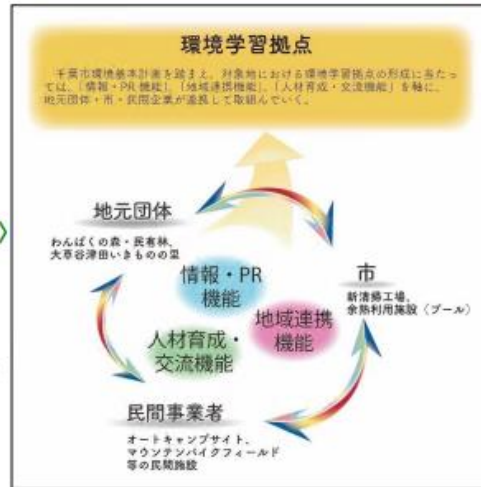 環境学習拠点
千葉市環境基本計画を踏まえ、対象地における環境学習拠点の形成に当たっ
ては、「情報・PR機能」、「地域連携機能」、「人材育成・交流機能」を軸に、
地元団体・市・民間企業が連携して取組んでいく。
地元団体
わんぱくの森・民有林、
大草谷津田いきものの里
情報・PR
機能
市
新清掃工場、
余熱利用施設（プール）
地域連携
機能
人材育成・
交流機能
民間事業者
オートキャンプサイト、
マウンテンバイクフィールド
等の民間施設